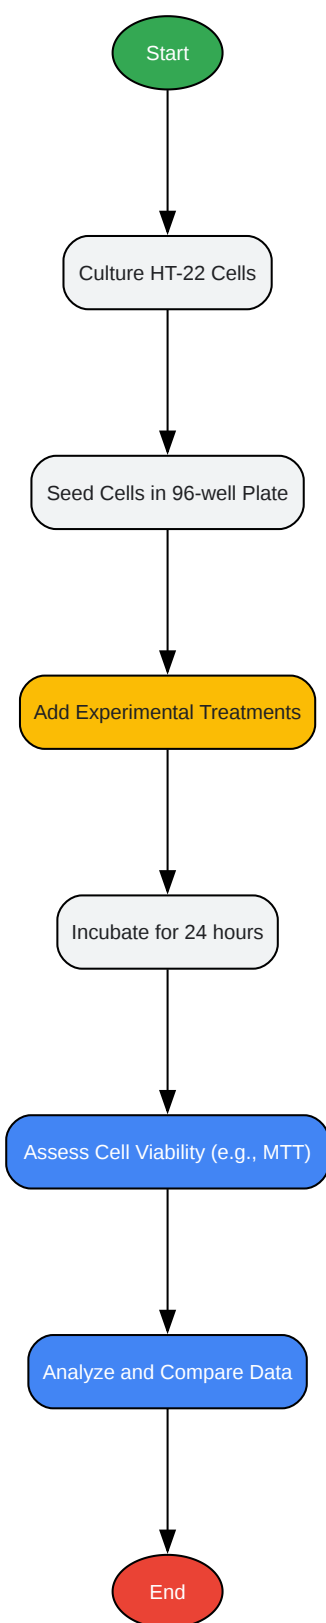 Start
Culture HT-22 Cells
Seed Cells in 96-well Plate
Add Experimental Treatments
Incubate for 24 hours
Assess Cell Viability (e.g., MTT)
Analyze and Compare Data
End